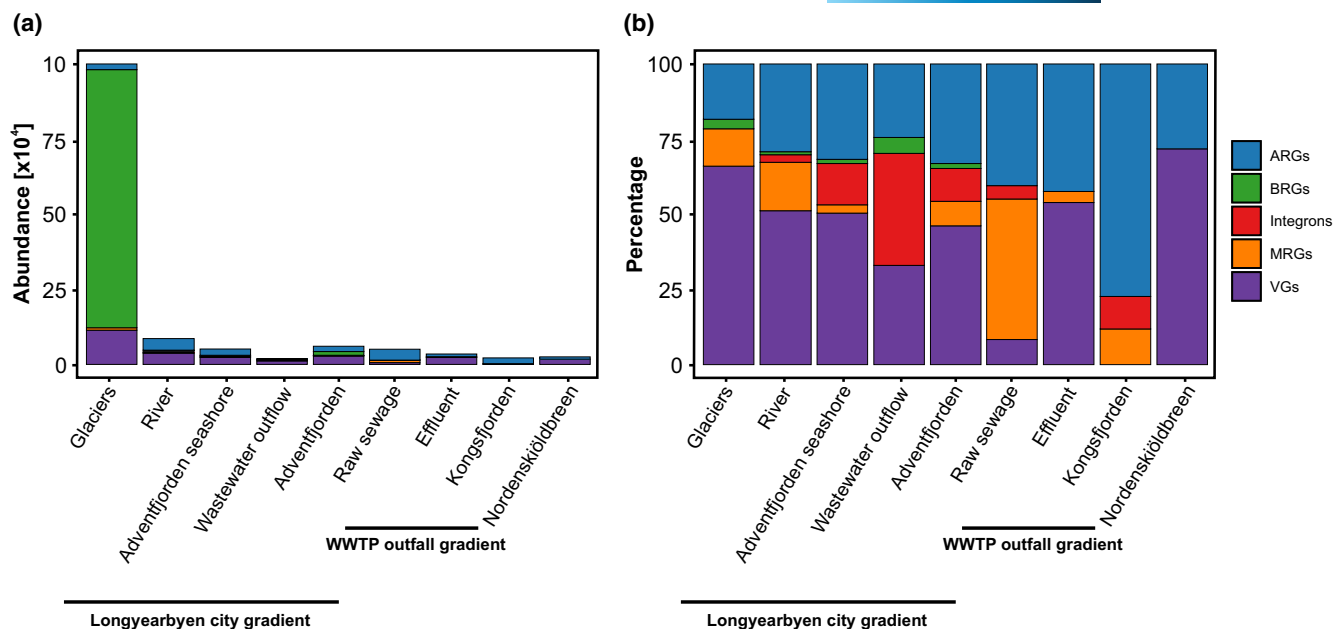 (a)
Abundance [x10⁴]
10
75
50
25
0
Glaciers
River
Adventfjorden seashore
Wastewater outflow
Adventfjorden
Raw sewage
Effluent
Kongsfjorden
Nordenskiöldbreen
WWTP outfall gradient
Longyearbyen city gradient
(b)
Percentage
100
75
50
25
0
Glaciers
River
Adventfjorden seashore
Wastewater outflow
Adventfjorden
Raw sewage
Effluent
Kongsfjorden
Nordenskiöldbreen
WWTP outfall gradient
Longyearbyen city gradient
ARGs
BRGs
Integrons
MRGs
VGs